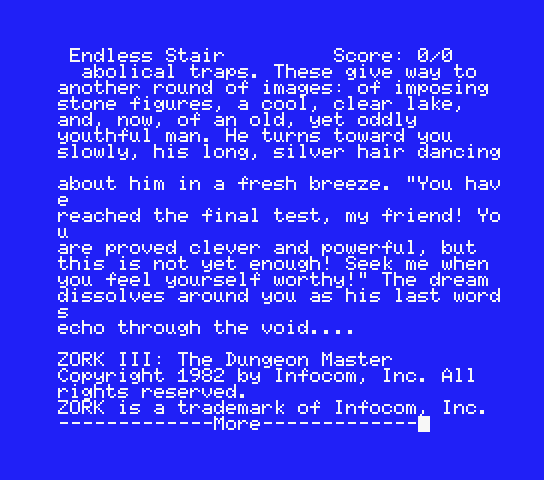 Endless Stair Score: 0/0
abolical traps. These give way to
another round of images: of imposing
stone figures, a cool, clear lake,
and, now, of an old, yet oddly
youthful man. He turns toward you
slowly, his long, silver hair dancing
about him in a fresh breeze. "You hav
e
reached the final test, my friend! Yo
u
are proved clever and powerful, but
this is not yet enough! Seek me when
you feel yourself worthy!" The dream
dissolves around you as his last word
s
echo through the void....
ZORK III: The Dungeon Master
Copyright 1982 by Infocom, Inc. All
rights reserved.
ZORK is a trademark of Infocom, Inc.
-------------More-------------